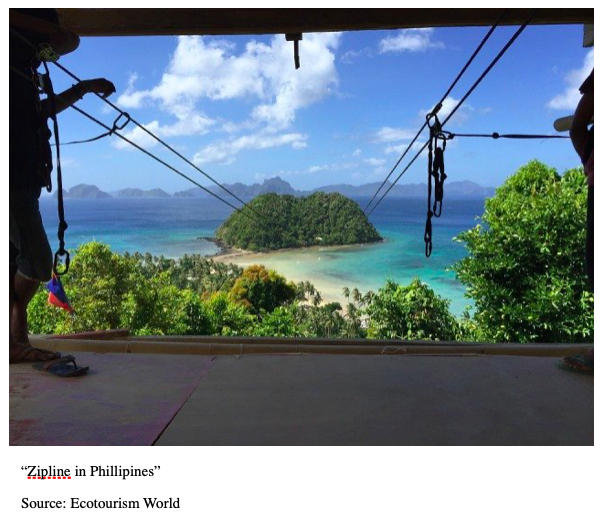 “Zipline in Phillipines”
Source: Ecotourism World